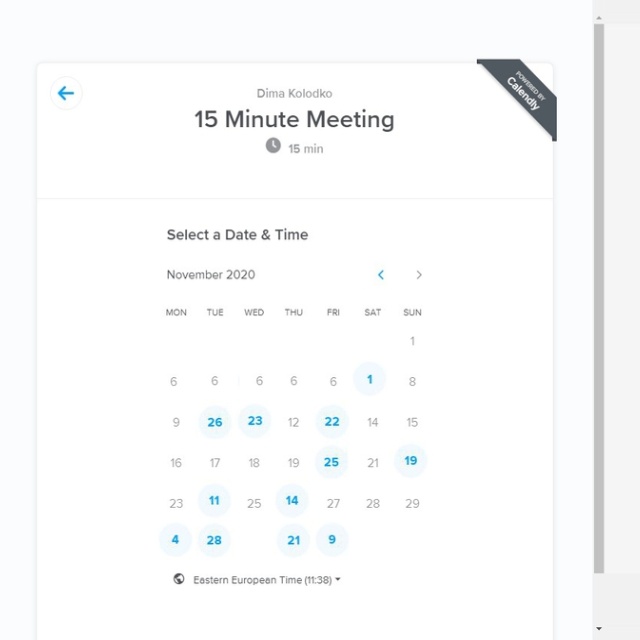 POWERED BY
Calendly
Dima Kolodko
15 Minute Meeting
15 min
Select a Date & Time
November 2020
MON TUE WED THU FRI SAT SUN
1
6 6 6 6 6 1 8
9 26 23 12 22 14 15
16 17 18 19 25 21 19
23 11 25 14 27 28 29
4 28 21 9
Eastern European Time (11:38)